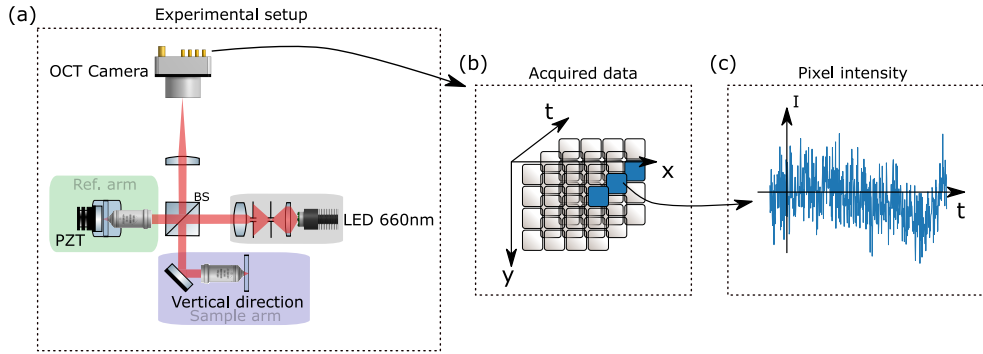 (a)
Experimental setup
OCT Camera
Ref. arm
PZT
BS
LED 660nm
Vertical direction
Sample arm
(b)
Acquired data
t
x
y
(c)
Pixel intensity
I
t